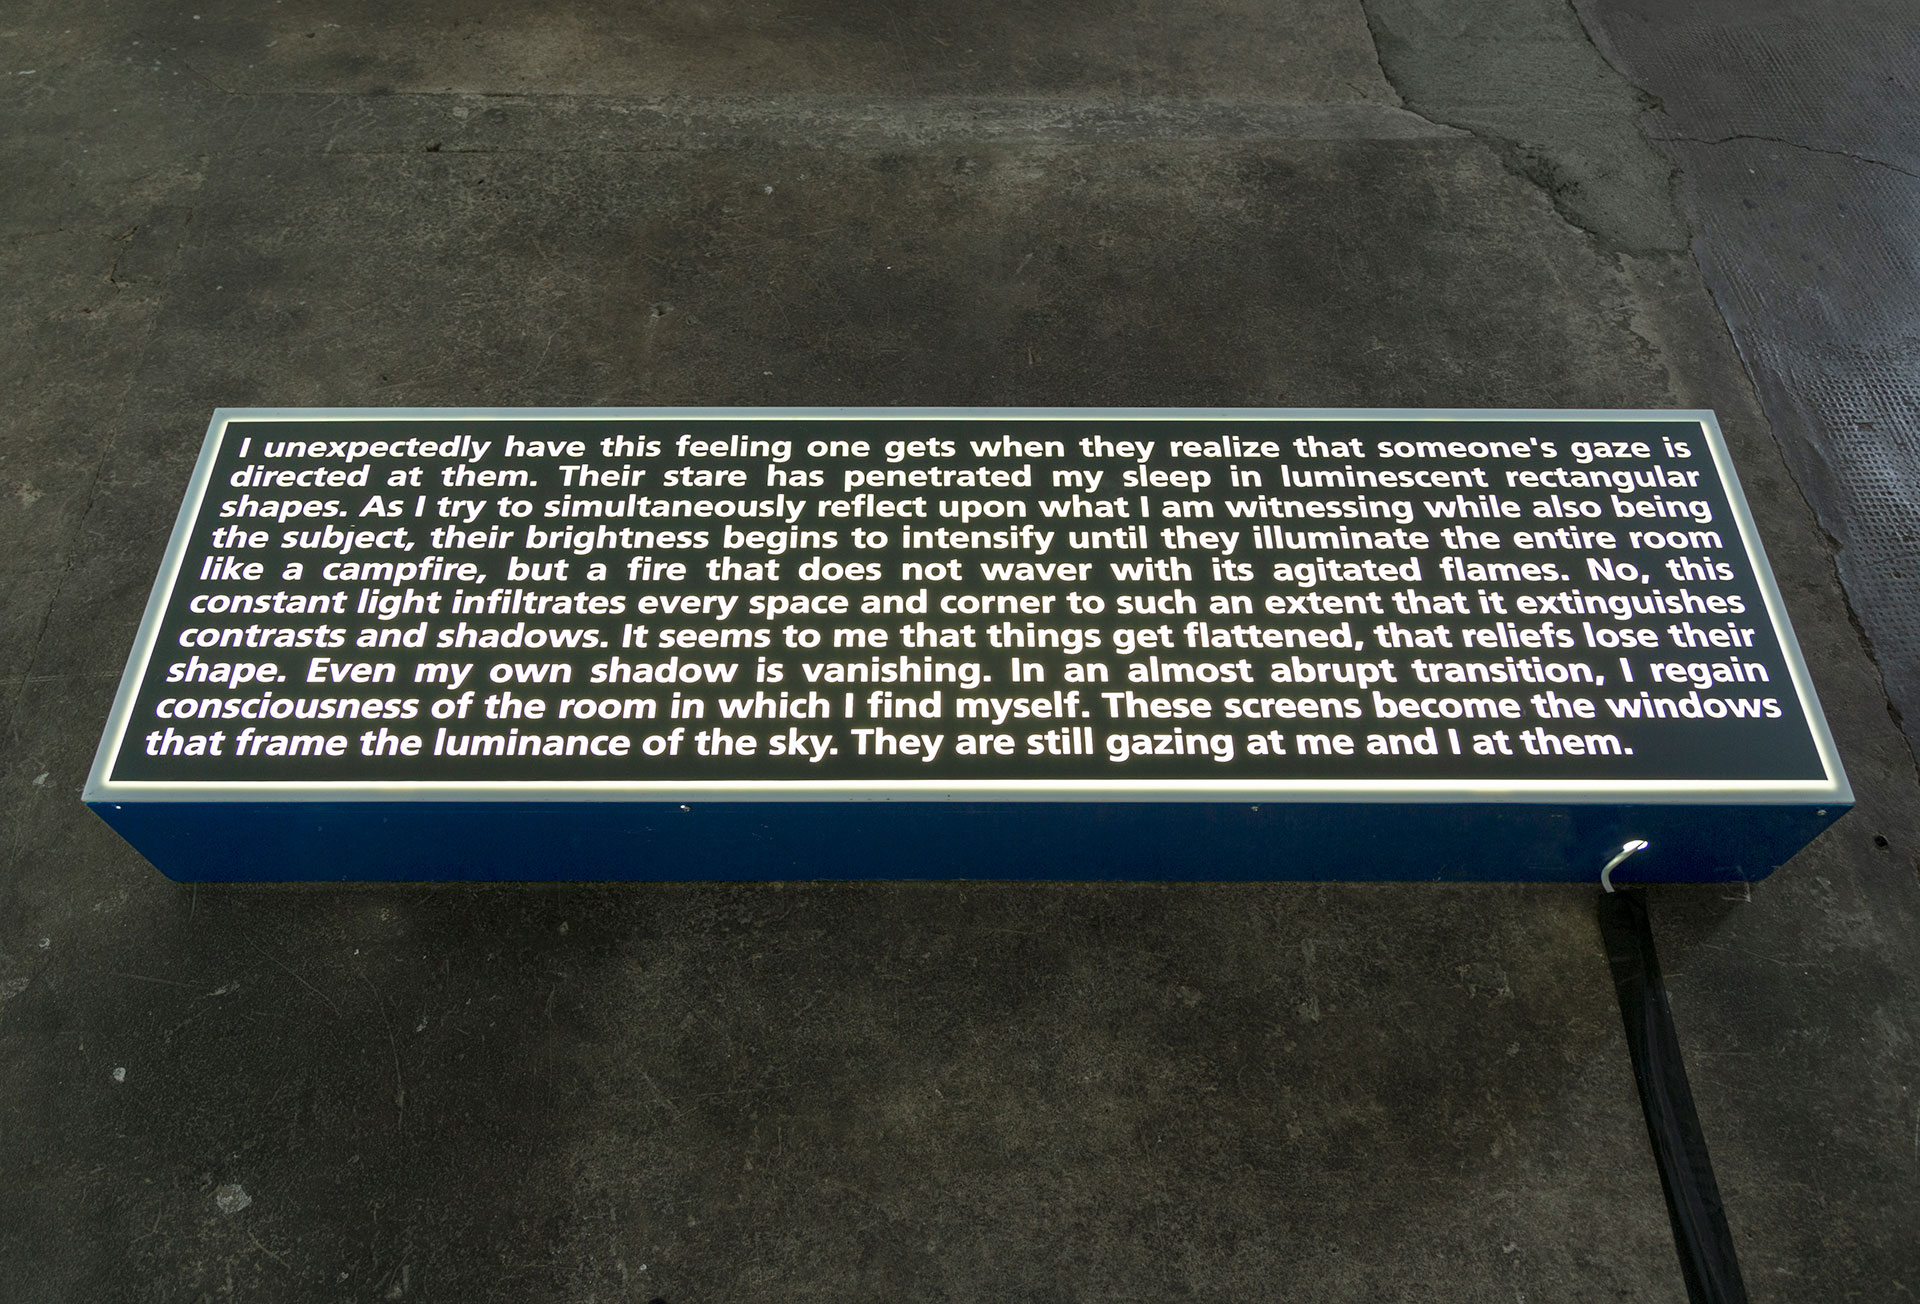 I unexpectedly have this feeling one gets when they realize that someone's gaze is
directed at them. Their stare has penetrated my sleep in luminescent rectangular
shapes. As I try to simultaneously reflect upon what I am witnessing while also being
the subject, their brightness begins to intensify until they illuminate the entire room
like a campfire, but a fire that does not waver with its agitated flames. No, this
constant light infiltrates every space and corner to such an extent that it extinguishes
contrasts and shadows. It seems to me that things get flattened, that reliefs lose their
shape. Even my own shadow is vanishing. In an almost abrupt transition, I regain
consciousness of the room in which I find myself. These screens become the windows
that frame the luminance of the sky. They are still gazing at me and I at them.